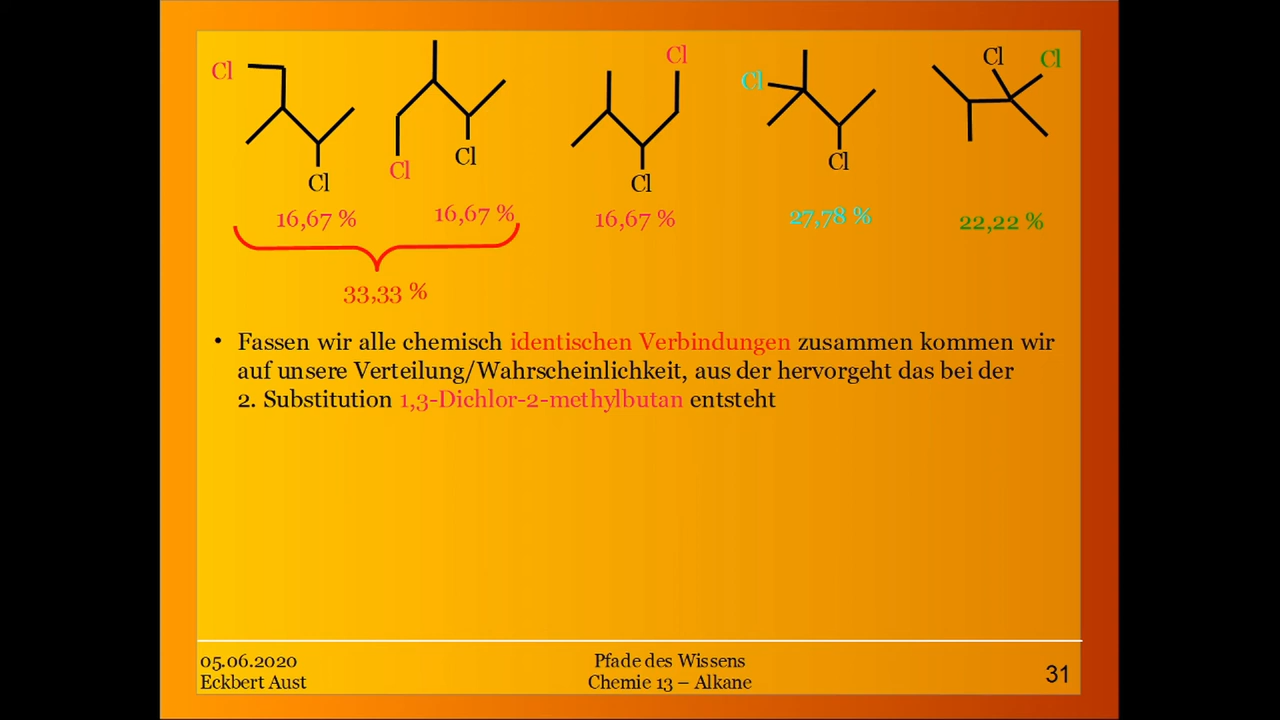 Cl
Cl
Cl
Cl
Cl
Cl
Cl
Cl
Cl
Cl
16,67 %
16,67 %
16,67 %
27,78 %
22,22 %
33,33 %
• Fassen wir alle chemisch identischen Verbindungen zusammen kommen wir
auf unsere Verteilung/Wahrscheinlichkeit, aus der hervorgeht das bei der
2. Substitution 1,3-Dichlor-2-methylbutan entsteht
05.06.2020
Eckbert Aust
Pfade des Wissens
Chemie 13 – Alkane
31